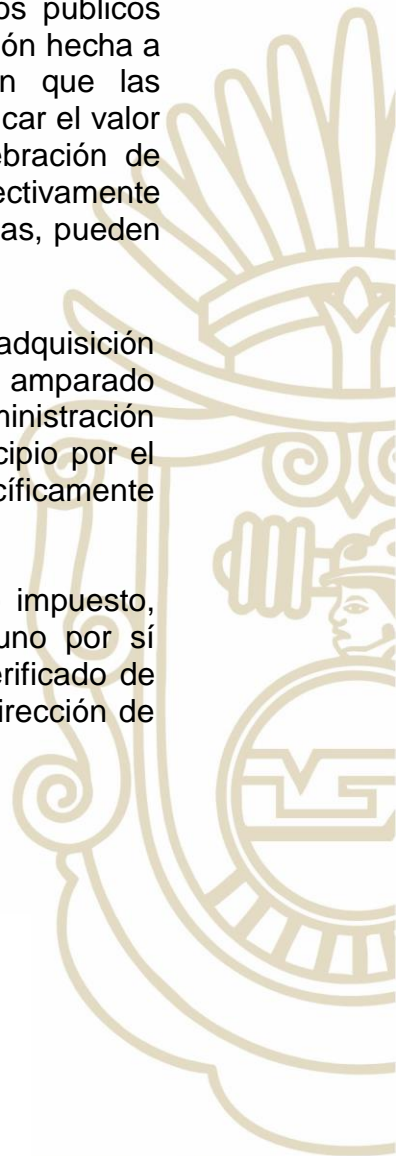 os públicos
ón hecha a
n que las
car el valor
ebración de
ectivamente
as, pueden
adquisición
amparado
ministración
cipio por el
cíficamente
impuesto,
uno por sí
erificado de
irección de